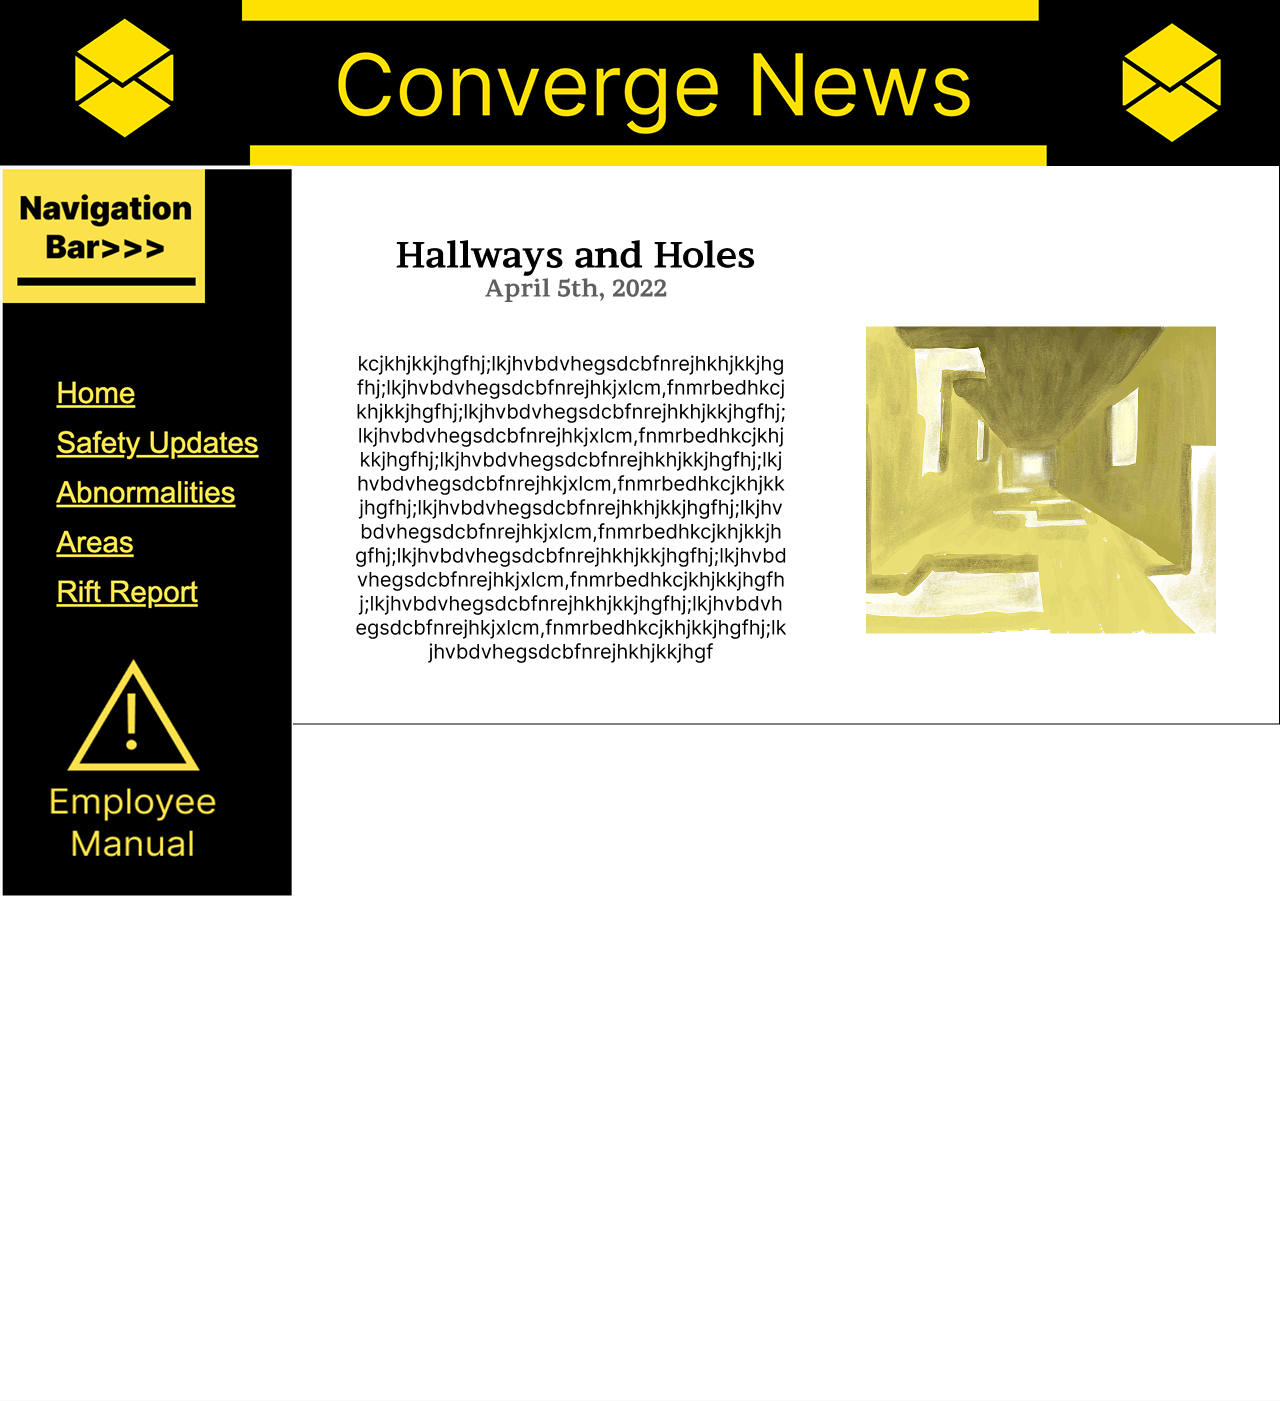 Converge News
Navigation
Bar>>>
Home
Safety Updates
Abnormalities
Areas
Rift Report
Employee
Manual
Hallways and Holes
April 5th, 2022
kcjkhjkkjhgfhj;lkjhvbdvhegsdcbfnrejhkhjkkjhg
fhj;lkjhvbdvhegsdcbfnrejhkjxlcm,fnmrbedhkcj
khjkkjhgfhj;lkjhvbdvhegsdcbfnrejhkhjkkjhgfhj;
lkjhvbdvhegsdcbfnrejhkjxlcm,fnmrbedhkcjkhj
kkjhgfhj;lkjhvbdvhegsdcbfnrejhkhjkkjhgfhj;lkj
hvbdvhegsdcbfnrejhkjxlcm,fnmrbedhkcjkhjkk
jhgfhj;lkjhvbdvhegsdcbfnrejhkhjkkjhgfhj;lkjhv
bdvhegsdcbfnrejhkjxlcm,fnmrbedhkcjkhjkkjh
gfhj;lkjhvbdvhegsdcbfnrejhkhjkkjhgfhj;lkjhvbd
vhegsdcbfnrejhkjxlcm,fnmrbedhkcjkhjkkjhgfh
j;lkjhvbdvhegsdcbfnrejhkhjkkjhgfhj;lkjhvbdvh
egsdcbfnrejhkjxlcm,fnmrbedhkcjkhjkkjhgfhj;lk
jhvbdvhegsdcbfnrejhkhjkkjhgf